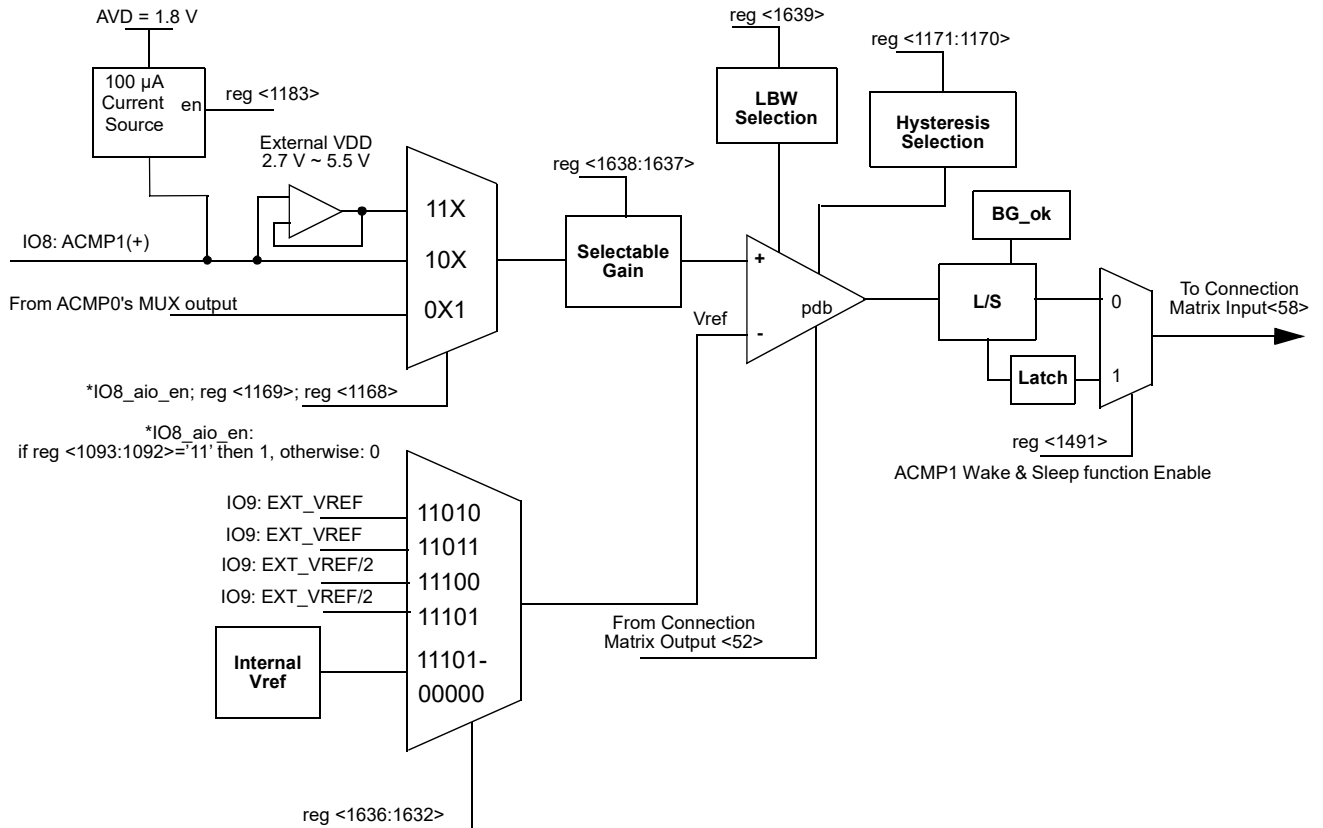 AVD = 1.8 V
100 µA
Current
Source
en
reg <1183>
External VDD
2.7 V ~ 5.5 V
IO8: ACMP1(+)
From ACMP0's MUX output
11X
10X
0X1
*IO8_aio_en; reg <1169>; reg <1168>
*IO8_aio_en:
if reg <1093:1092>='11' then 1, otherwise: 0
reg <1638:1637>
Selectable
Gain
reg <1639>
LBW
Selection
reg <1171:1170>
Hysteresis
Selection
+
-
pdb
Vref
BG_ok
L/S
Latch
0
1
To Connection
Matrix Input<58>
reg <1491>
ACMP1 Wake & Sleep function Enable
IO9: EXT_VREF
IO9: EXT_VREF
IO9: EXT_VREF/2
IO9: EXT_VREF/2
Internal
Vref
11010
11011
11100
11101
11101-
00000
From Connection
Matrix Output <52>
reg <1636:1632>